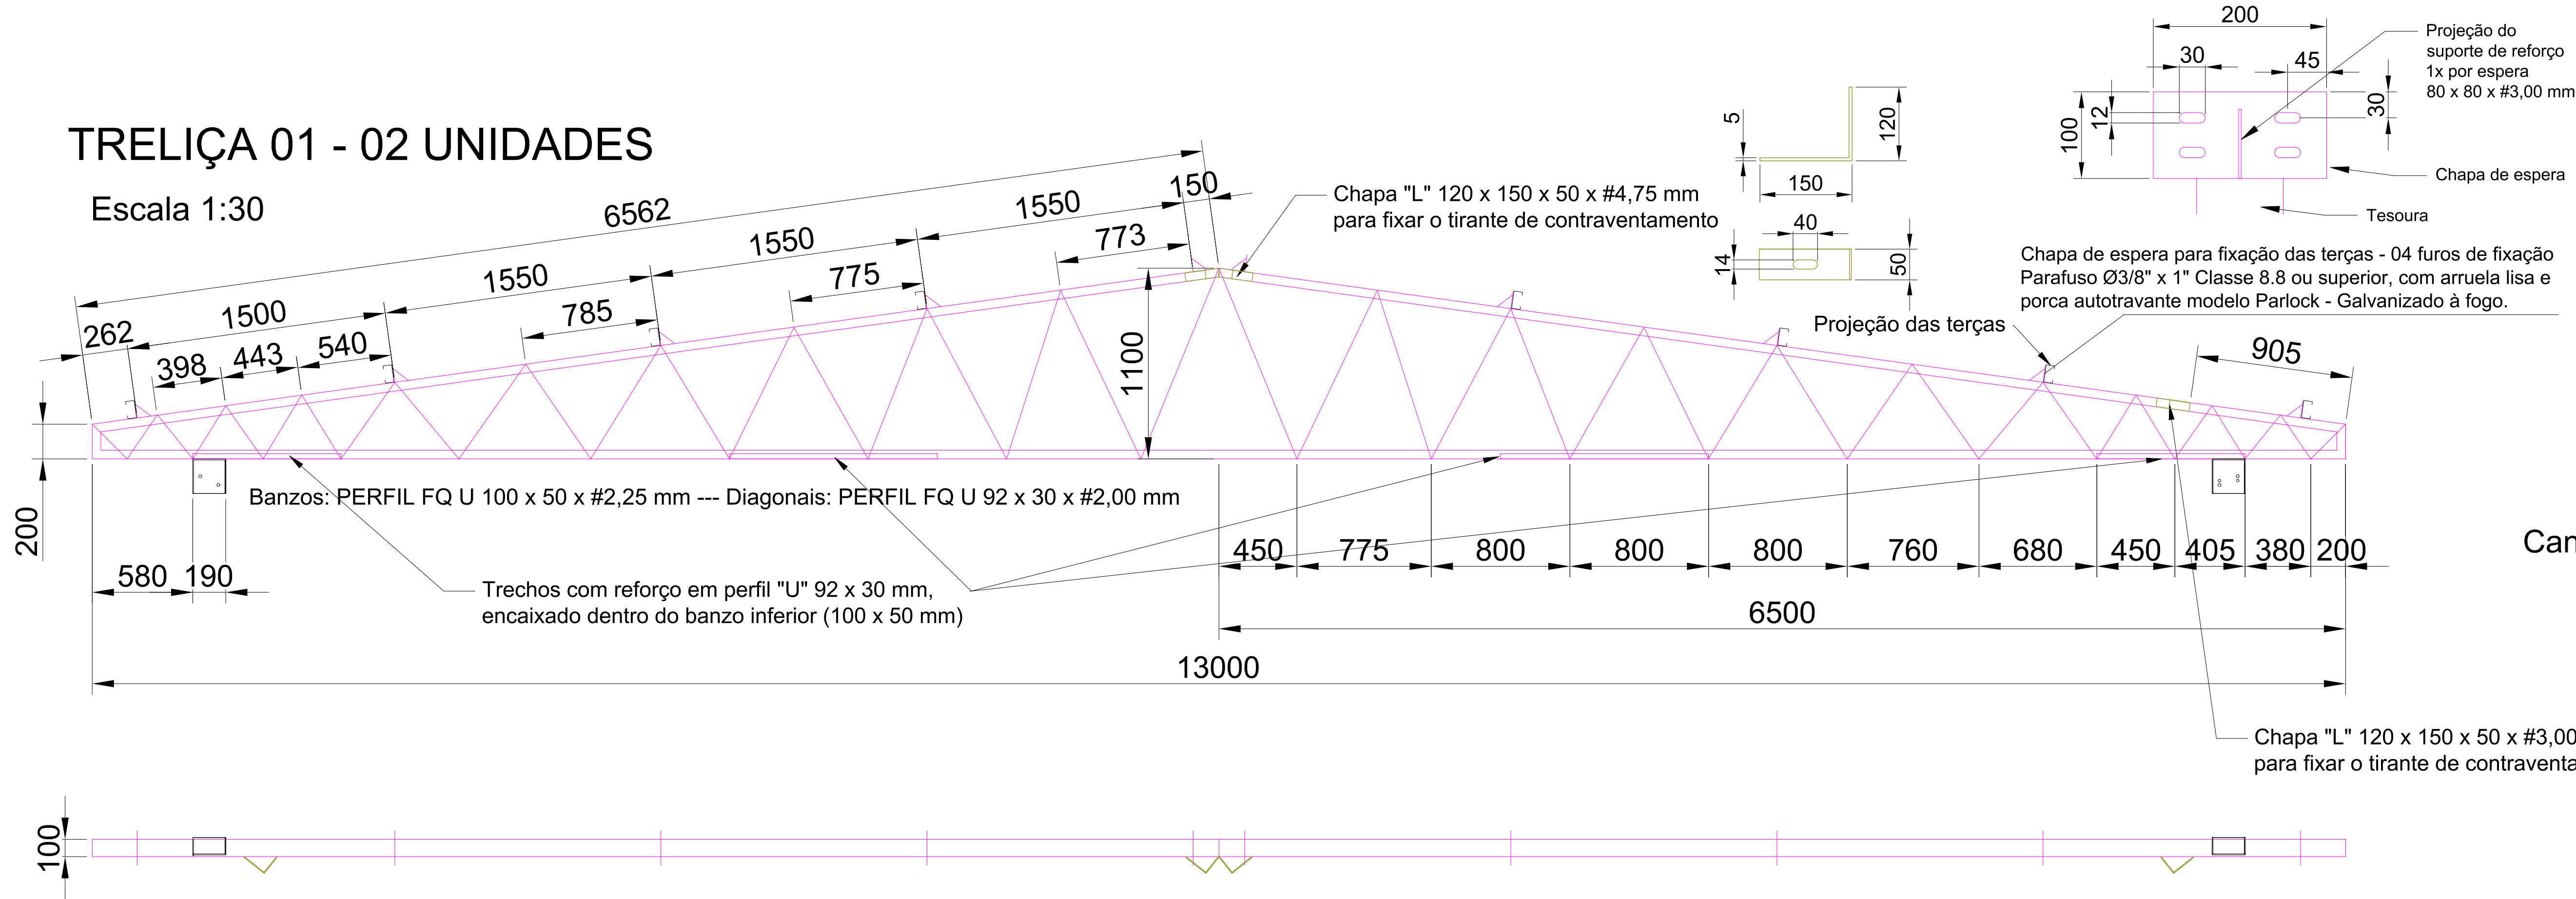 TRELIÇA 01 - 02 UNIDADES
Escala 1:30
6562
1550
150
1550
773
1550
775
1500
785
262
540
443
398
200
1100
Chapa "L" 120 x 150 x 50 x #4,75 mm
para fixar o tirante de contraventamento
5
120
150
40
14
50
200
30
45
12
100
30
Projeção do
suporte de reforço
1x por espera
80 x 80 x #3,00 mm
Chapa de espera
Tesoura
Chapa de espera para fixação das terças - 04 furos de fixação
Parafuso Ø3/8" x 1" Classe 8.8 ou superior, com arruela lisa e
porca autotravante modelo Parlock - Galvanizado à fogo.
Projeção das terças
905
Banzos: PERFIL FQ U 100 x 50 x #2,25 mm --- Diagonais: PERFIL FQ U 92 x 30 x #2,00 mm
580
190
Trechos com reforço em perfil "U" 92 x 30 mm,
encaixado dentro do banzo inferior (100 x 50 mm)
450
775
800
800
800
760
680
450
405
380
200
6500
13000
Can
Chapa "L" 120 x 150 x 50 x #3,00
para fixar o tirante de contraventa
100